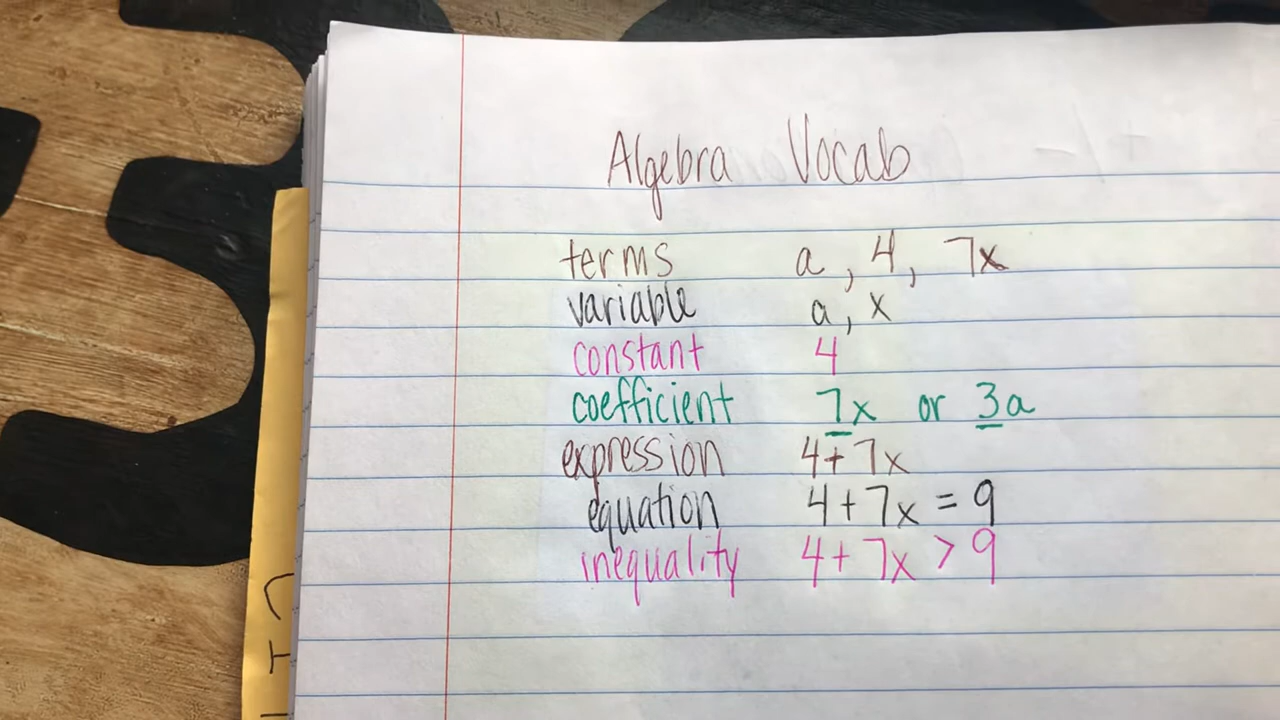 Algebra Vocab
terms a, 4, 7x
variable a, x
constant 4
coefficient 7x or 3a
expression 4+7x
equation 4+7x = 9
inequality 4+7x > 9